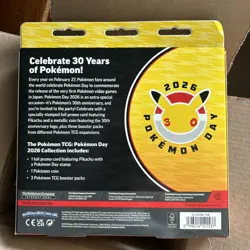 Celebrate 30 Years
of Pokémon!
Every year on February 27, Pokémon fans around
the world celebrate Pokémon Day to commemorate
the release of the very first Pokémon video games
in Japan. Pokémon Day 2026 is an extra special
occasion—it's Pokémon's 30th anniversary, and
you're invited to the party! Celebrate with a
specially stamped full foil promo card featuring
Pikachu and a metallic coin featuring the 30th
anniversary logo, plus three booster packs from
different Pokémon TCG expansions.
The Pokémon TCG: Pokémon Day
2026 Collection includes:
• 1 foil promo card featuring Pikachu with
a Pokémon Day stamp
• 1 Pokémon coin
• 3 Pokémon TCG booster packs
2026
30
POKÉMON DAY